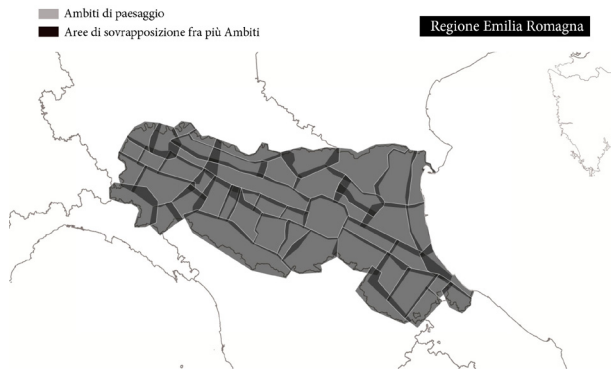 Ambiti di paesaggio
Aree di sovrapposizione fra più Ambiti
Regione Emilia Romagna